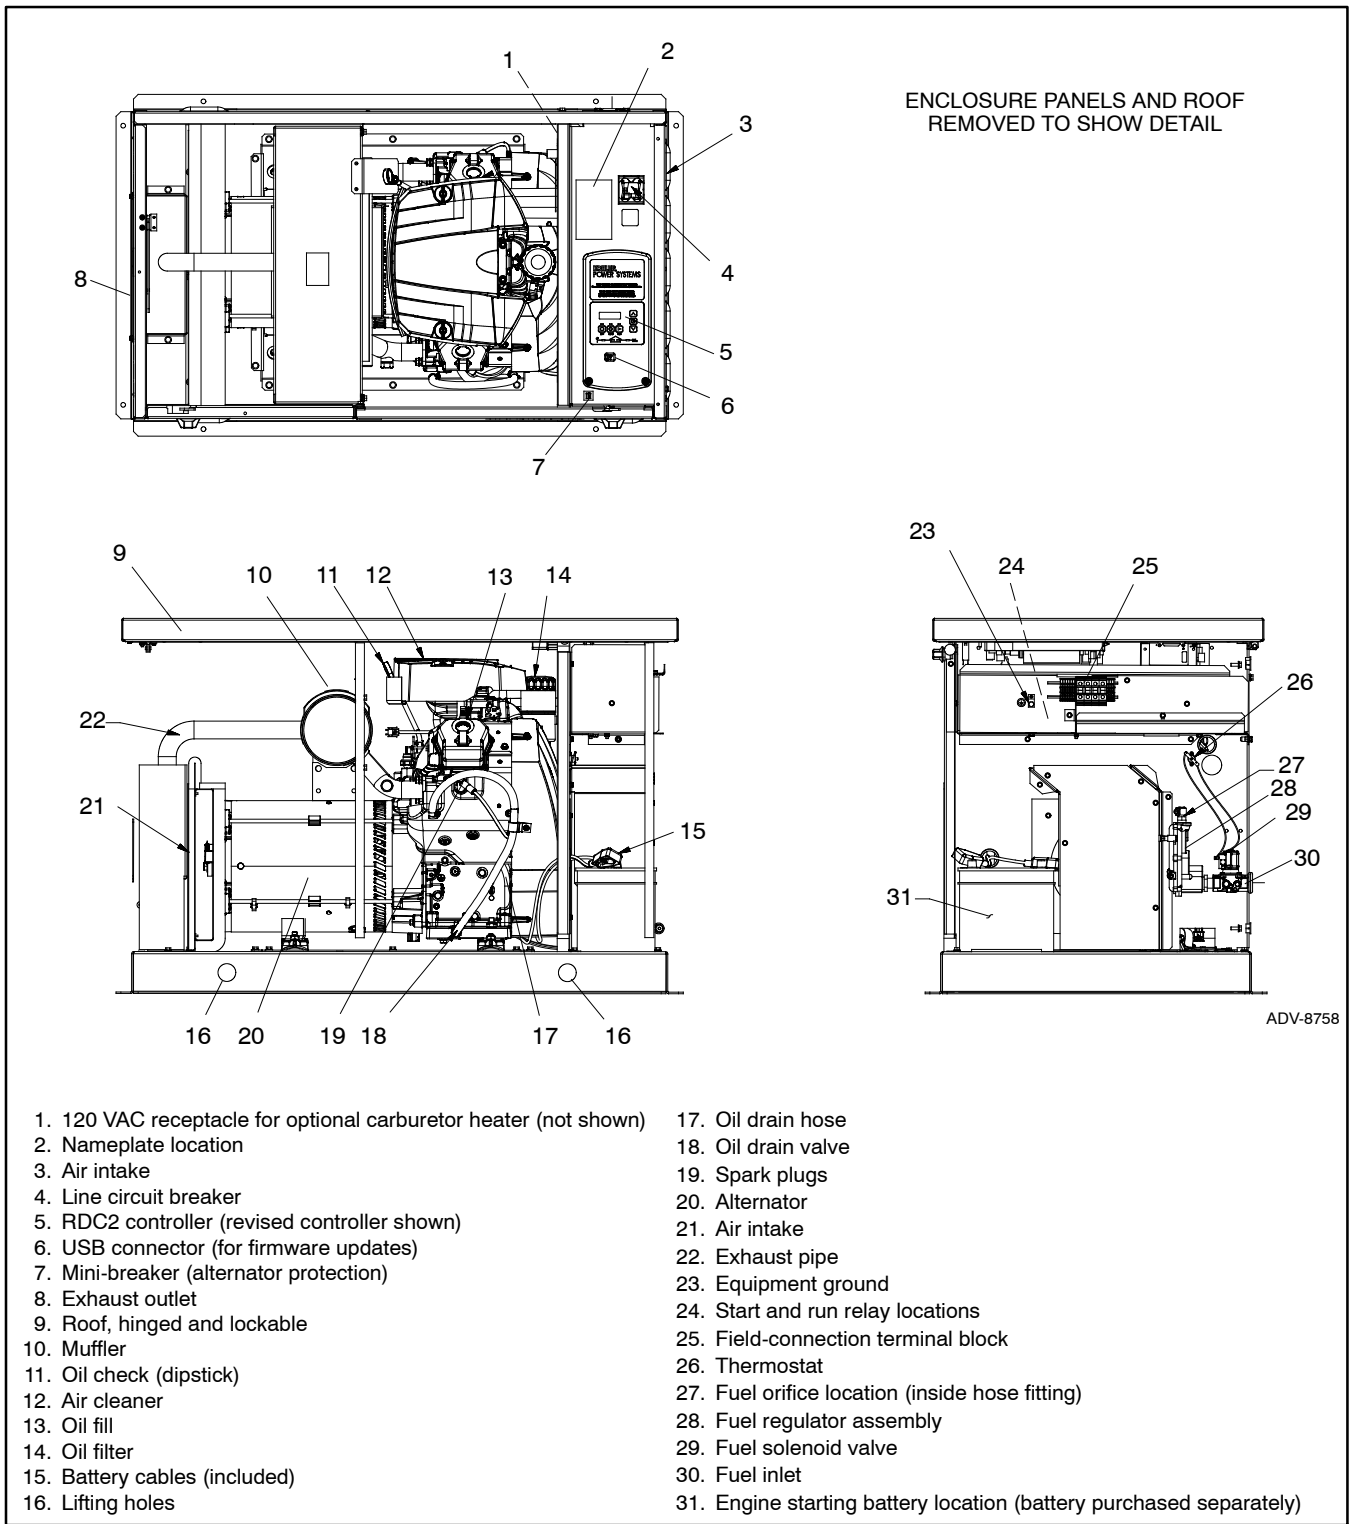 1
2
ENCLOSURE PANELS AND ROOF
REMOVED TO SHOW DETAIL
3
4
8
POWER SYSTEMS
5
6
7
9
10
11
12
13
14
23
24
25
26
22
27
28
21
29
15
30
31
16
20
19
18
17
16
ADV-8758
1. 120 VAC receptacle for optional carburetor heater (not shown)
2. Nameplate location
3. Air intake
4. Line circuit breaker
5. RDC2 controller (revised controller shown)
6. USB connector (for firmware updates)
7. Mini-breaker (alternator protection)
8. Exhaust outlet
9. Roof, hinged and lockable
10. Muffler
11. Oil check (dipstick)
12. Air cleaner
13. Oil fill
14. Oil filter
15. Battery cables (included)
16. Lifting holes
17. Oil drain hose
18. Oil drain valve
19. Spark plugs
20. Alternator
21. Air intake
22. Exhaust pipe
23. Equipment ground
24. Start and run relay locations
25. Field-connection terminal block
26. Thermostat
27. Fuel orifice location (inside hose fitting)
28. Fuel regulator assembly
29. Fuel solenoid valve
30. Fuel inlet
31. Engine starting battery location (battery purchased separately)